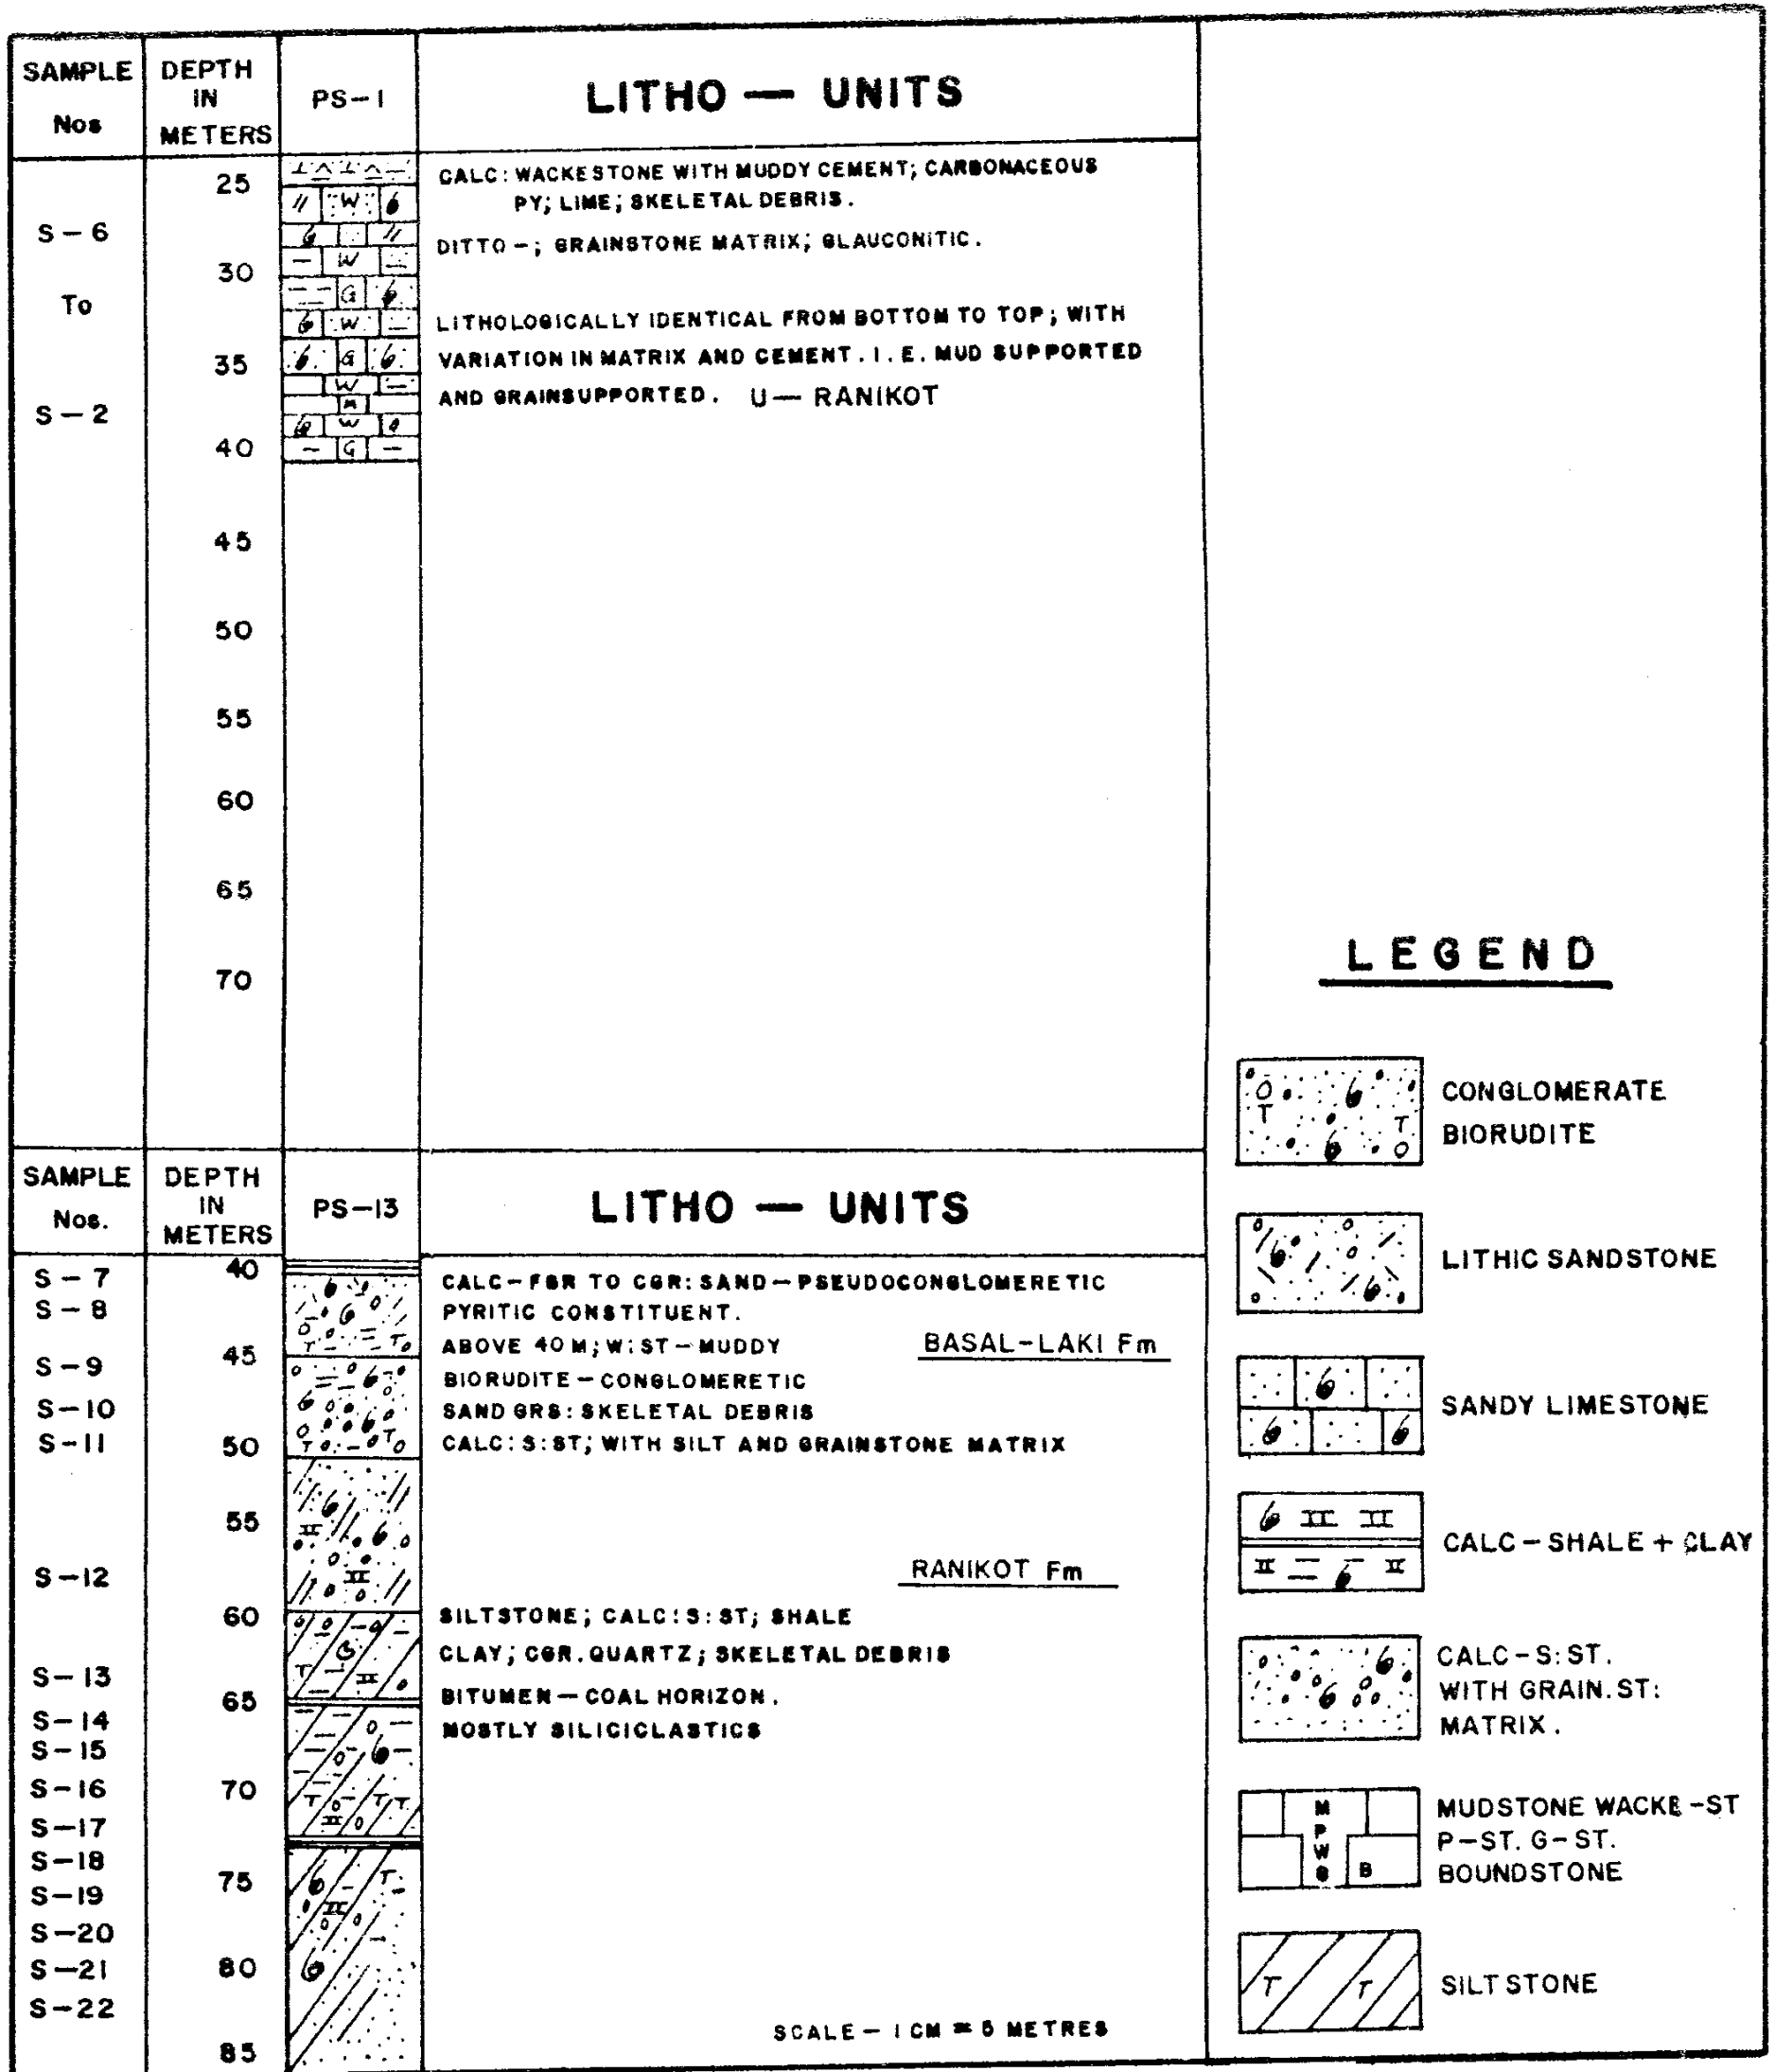 SAMPLE Nos
DEPTH IN METERS
PS-1
LITHO — UNITS
S-6
To
S-2
25
30
35
40
45
50
55
60
65
70
CALC: WACKESTONE WITH MUDDY CEMENT; CARBONACEOUS
PY; LIME; SKELETAL DEBRIS.
DITTO -; GRAINSTONE MATRIX; GLAUCONITIC.
LITHOLOGICALLY IDENTICAL FROM BOTTOM TO TOP; WITH
VARIATION IN MATRIX AND CEMENT. I. E. MUD SUPPORTED
AND GRAINSUPPORTED. U — RANIKOT
SAMPLE Nos.
DEPTH IN METERS
PS-13
LITHO — UNITS
S-7
S-8
S-9
S-10
S-11
S-12
S-13
S-14
S-15
S-16
S-17
S-18
S-19
S-20
S-21
S-22
40
45
50
55
60
65
70
75
80
85
CALC-FGR TO CGR: SAND-PSEUDOCONGLOMERETIC
PYRITIC CONSTITUENT.
ABOVE 40 M; W: ST-MUDDY BASAL-LAKI Fm
BIORUDITE-CONGLOMERETIC
SAND GRS: SKELETAL DEBRIS
CALC: S: ST; WITH SILT AND GRAINSTONE MATRIX
RANIKOT Fm
SILTSTONE; CALC: S: ST; SHALE
CLAY; CGR. QUARTZ; SKELETAL DEBRIS
BITUMEN-COAL HORIZON.
MOSTLY SILICICLASTICS
SCALE - 1 CM = 5 METRES
LEGEND
CONGLOMERATE
BIORUDITE
LITHIC SANDSTONE
SANDY LIMESTONE
CALC-SHALE + CLAY
CALC-S: ST.
WITH GRAIN. ST:
MATRIX.
M
P
W
G
B
MUDSTONE WACKE-ST
P-ST. G-ST.
BOUNDSTONE
SILT STONE